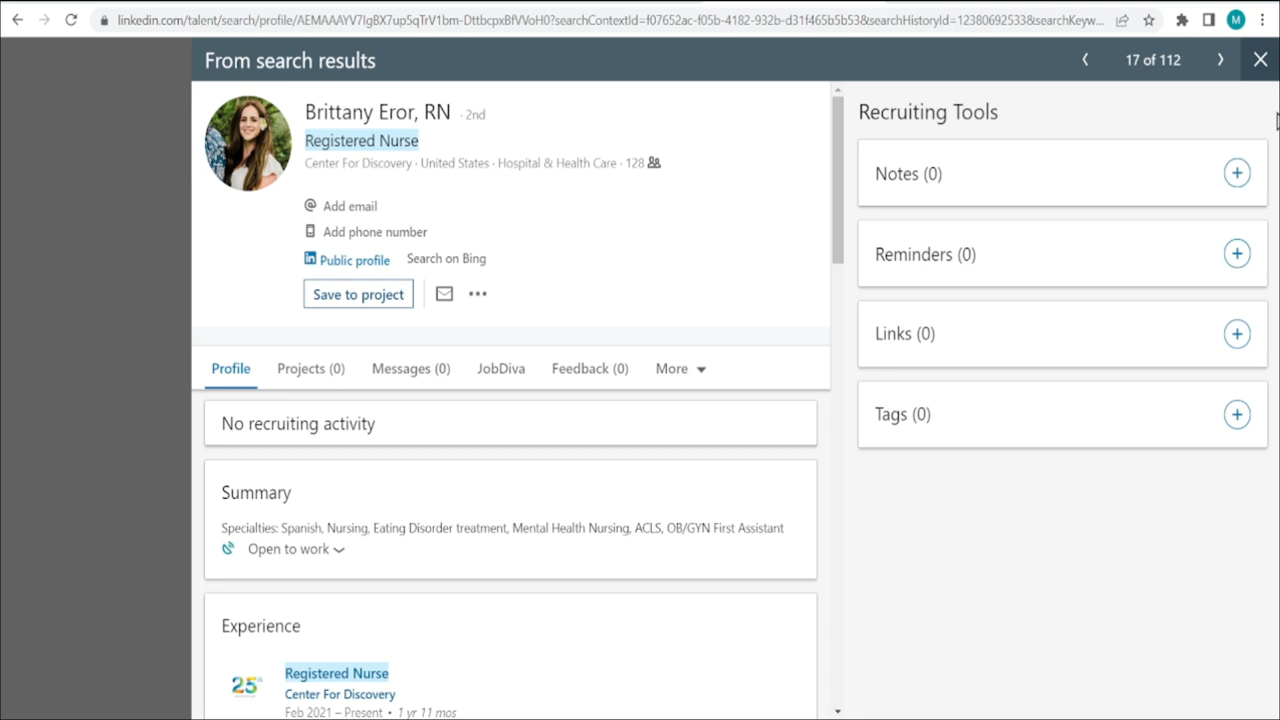 linkedin.com/talent/search/profile/AEMAAAYV7IgBX7up5qTrV1bm-DttbcpxBfVVoH0?searchContextId=f07652ac-f05b-4182-932b-d31f465b5b53&searchHistoryId=12380692533&searchKeyw...
M
From search results
17 of 112
Brittany Eror, RN · 2nd
Registered Nurse
Center For Discovery · United States · Hospital & Health Care · 128
Add email
Add phone number
Public profile Search on Bing
Save to project
Profile Projects (0) Messages (0) JobDiva Feedback (0) More
No recruiting activity
Summary
Specialties: Spanish, Nursing, Eating Disorder treatment, Mental Health Nursing, ACLS, OB/GYN First Assistant
Open to work
Experience
25th
Registered Nurse
Center For Discovery
Feb 2021 – Present • 1 yr 11 mos
Recruiting Tools
Notes (0)
Reminders (0)
Links (0)
Tags (0)